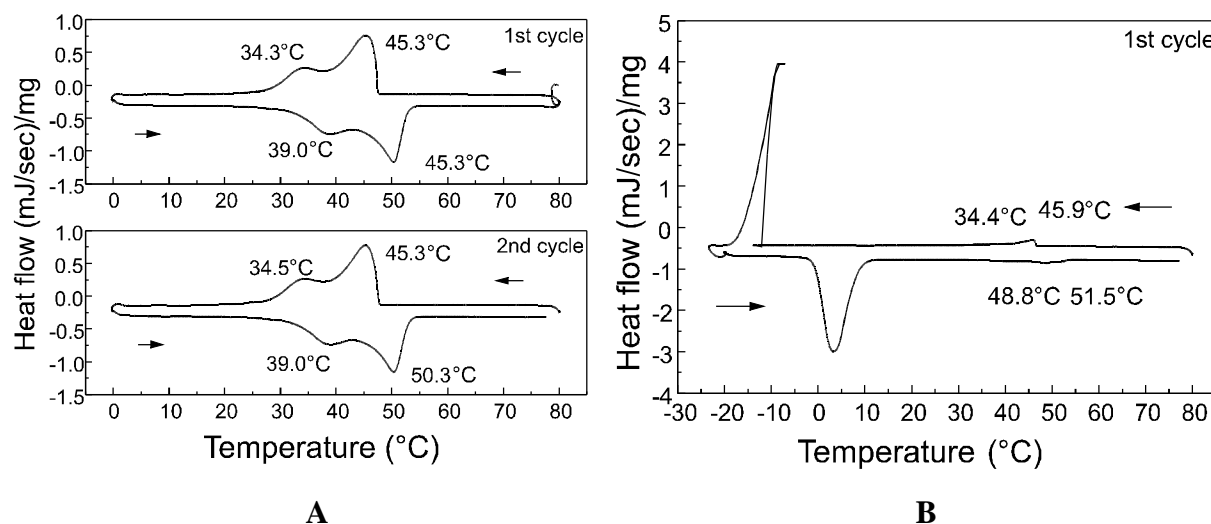 1st cycle
45.3°C
34.3°C
39.0°C
45.3°C
1.0
0.5
0.0
-0.5
-1.0
-1.5
0 10 20 30 40 50 60 70 80
2nd cycle
45.3°C
34.5°C
39.0°C
50.3°C
1.0
0.5
0.0
-0.5
-1.0
-1.5
0 10 20 30 40 50 60 70 80
Heat flow (mJ/sec)/mg
Temperature (°C)
A
1st cycle
34.4°C 45.9°C
48.8°C 51.5°C
5
4
3
2
1
0
-1
-2
-3
-4
-30 -20 -10 0 10 20 30 40 50 60 70 80
Heat flow (mJ/sec)/mg
Temperature (°C)
B